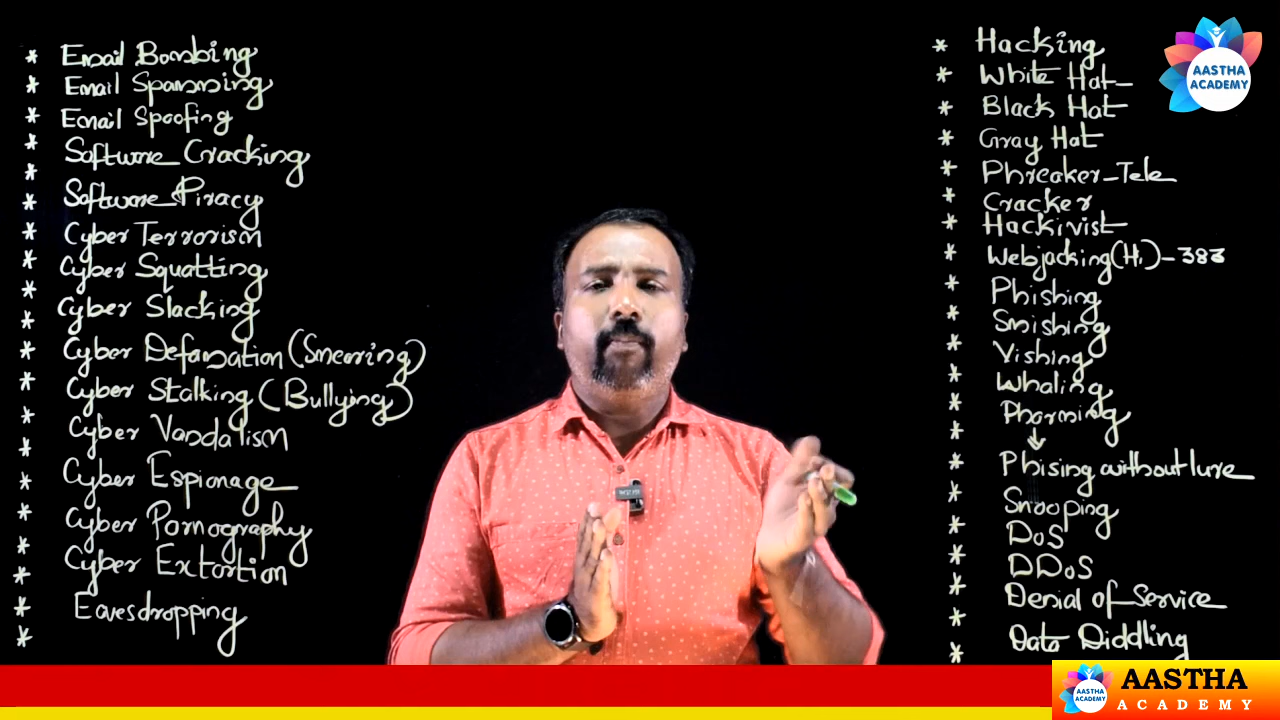 * Email Bombing
* Email Spamming
* Email Spoofing
* Software Cracking
* Software Piracy
* Cyber Terrorism
* Cyber Squatting
* Cyber Slacking
* Cyber Defamation (Smearring)
* Cyber Stalking (Bullying)
* Cyber Vandalism
* Cyber Espionage
* Cyber Pornography
* Cyber Extortion
* Eavesdropping
* Hacking
* White Hat
* Black Hat
* Gray Hat
* Phreaker-Tele
* Cracker
* Hackivist
* Webjacking (Hi)-383
* Phishing
* Smishing
* Vishing
* Whaling
* Pharming
↓
* Phising without lure
* Snooping
* DoS
* DDoS
* Denial of Service
* Data Diddling
AASTHA
ACADEMY
AASTHA
ACADEMY
AASTHA
ACADEMY